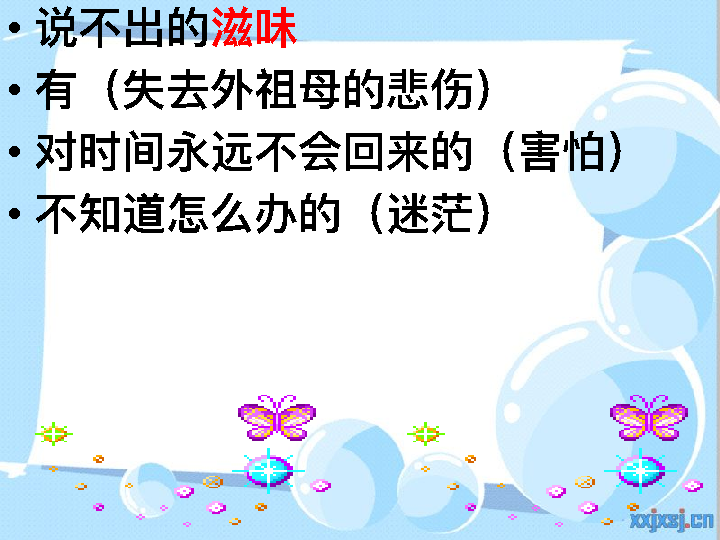 • 说不出的滋味
• 有（失去外祖母的悲伤）
• 对时间永远不会回来的（害怕）
• 不知道怎么办的（迷茫）
xxjxsj.cn